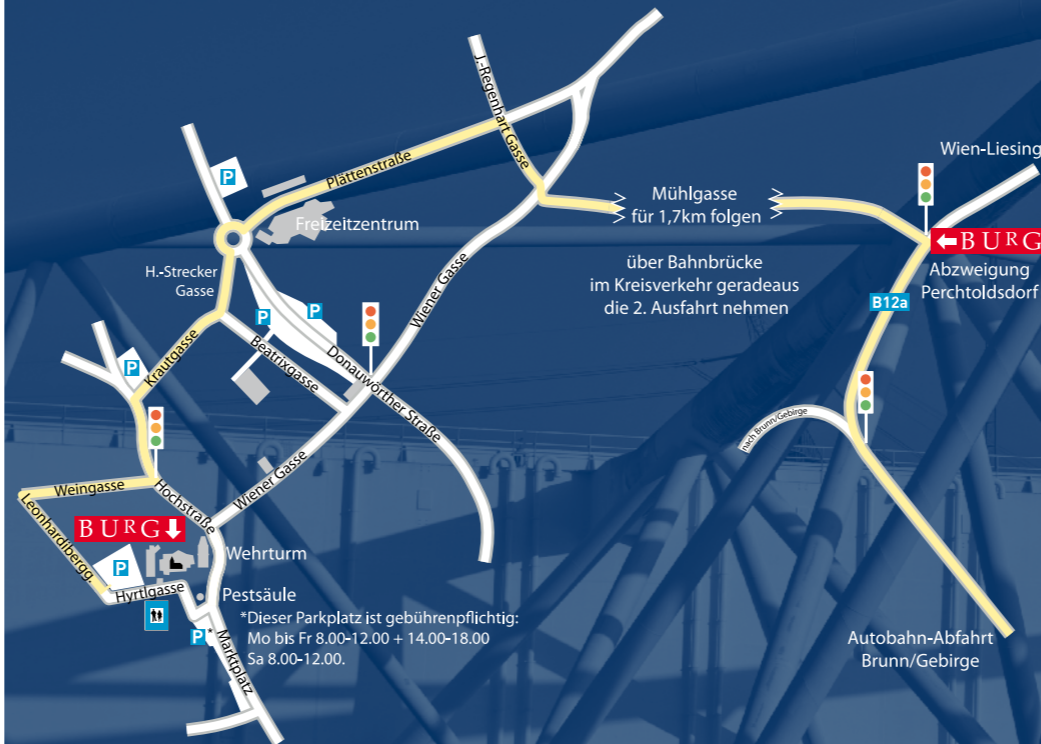 J.-Regenhart Gasse
Plättenstraße
P
Freizeitzentrum
Wien-Liesing
Mühlgasse
für 1,7km folgen
BURG
Abzweigung
Perchtoldsdorf
über Bahnbrücke
im Kreisverkehr geradeaus
die 2. Ausfahrt nehmen
B12a
H.-Strecker
Gasse
P
P
Wiener Gasse
Krautgasse
P
Beatrixgasse
Donauwörther Straße
nach Brunn/Gebirge
Weingasse
Hochstraße
Wiener Gasse
Leonhardibergg.
BURG
Wehrturm
P
Hyrtlgasse
Pestsäule
P*
Marktplatz
*Dieser Parkplatz ist gebührenpflichtig:
Mo bis Fr 8.00-12.00 + 14.00-18.00
Sa 8.00-12.00.
Autobahn-Abfahrt
Brunn/Gebirge